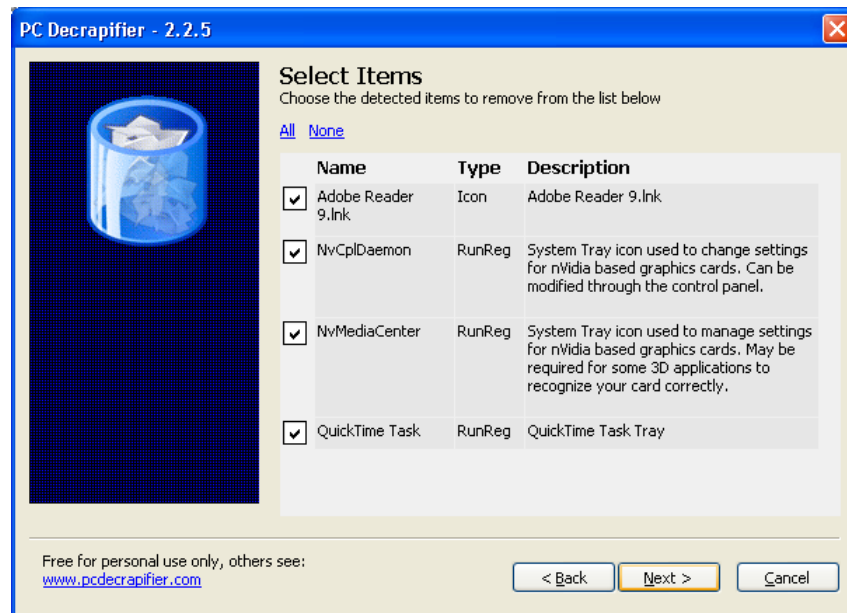 PC Decrapifier - 2.2.5
Select Items
Choose the detected items to remove from the list below
All None
Name Type Description
Adobe Reader Icon Adobe Reader 9.lnk
9.lnk
NvCplDaemon RunReg System Tray icon used to change settings
for nVidia based graphics cards. Can be
modified through the control panel.
NvMediaCenter RunReg System Tray icon used to manage settings
for nVidia based graphics cards. May be
required for some 3D applications to
recognize your card correctly.
QuickTime Task RunReg QuickTime Task Tray
Free for personal use only, others see:
www.pcdecrapifier.com
< Back Next > Cancel